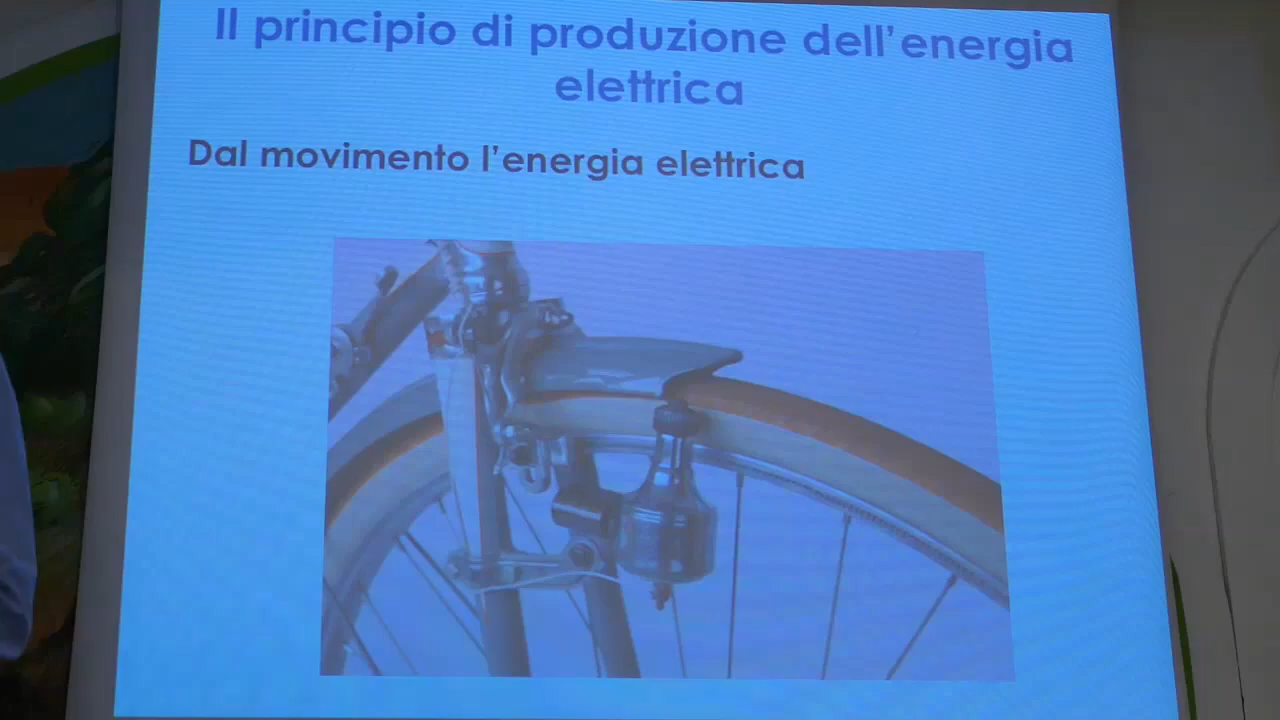 Il principio di produzione dell'energia
elettrica
Dal movimento l'energia elettrica